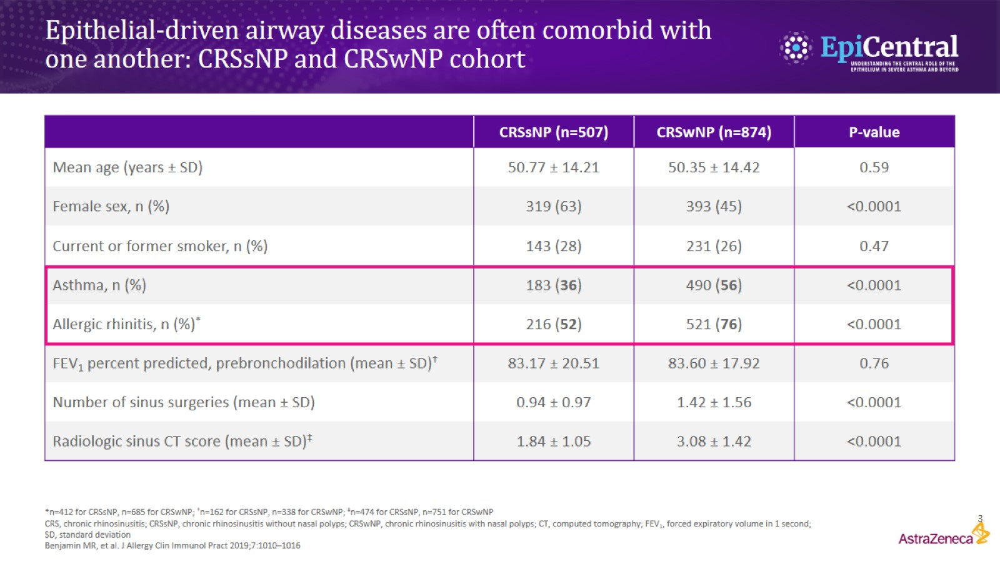 Epithelial-driven airway diseases are often comorbid with
one another: CRSsNP and CRSwNP cohort
EpiCentral
UNDERSTANDING THE CENTRAL ROLE OF THE
EPITHELIUM IN SEVERE ASTHMA AND BEYOND
CRSsNP (n=507) CRSwNP (n=874) P-value
Mean age (years ± SD) 50.77 ± 14.21 50.35 ± 14.42 0.59
Female sex, n (%) 319 (63) 393 (45) <0.0001
Current or former smoker, n (%) 143 (28) 231 (26) 0.47
Asthma, n (%) 183 (36) 490 (56) <0.0001
Allergic rhinitis, n (%)* 216 (52) 521 (76) <0.0001
FEV₁ percent predicted, prebronchodilation (mean ± SD)† 83.17 ± 20.51 83.60 ± 17.92 0.76
Number of sinus surgeries (mean ± SD) 0.94 ± 0.97 1.42 ± 1.56 <0.0001
Radiologic sinus CT score (mean ± SD)‡ 1.84 ± 1.05 3.08 ± 1.42 <0.0001
*n=412 for CRSsNP, n=685 for CRSwNP; †n=162 for CRSsNP, n=338 for CRSwNP; ‡n=474 for CRSsNP, n=751 for CRSwNP
CRS, chronic rhinosinusitis; CRSsNP, chronic rhinosinusitis without nasal polyps; CRSwNP, chronic rhinosinusitis with nasal polyps; CT, computed tomography; FEV₁, forced expiratory volume in 1 second;
SD, standard deviation
Benjamin MR, et al. J Allergy Clin Immunol Pract 2019;7:1010–1016
3
AstraZeneca